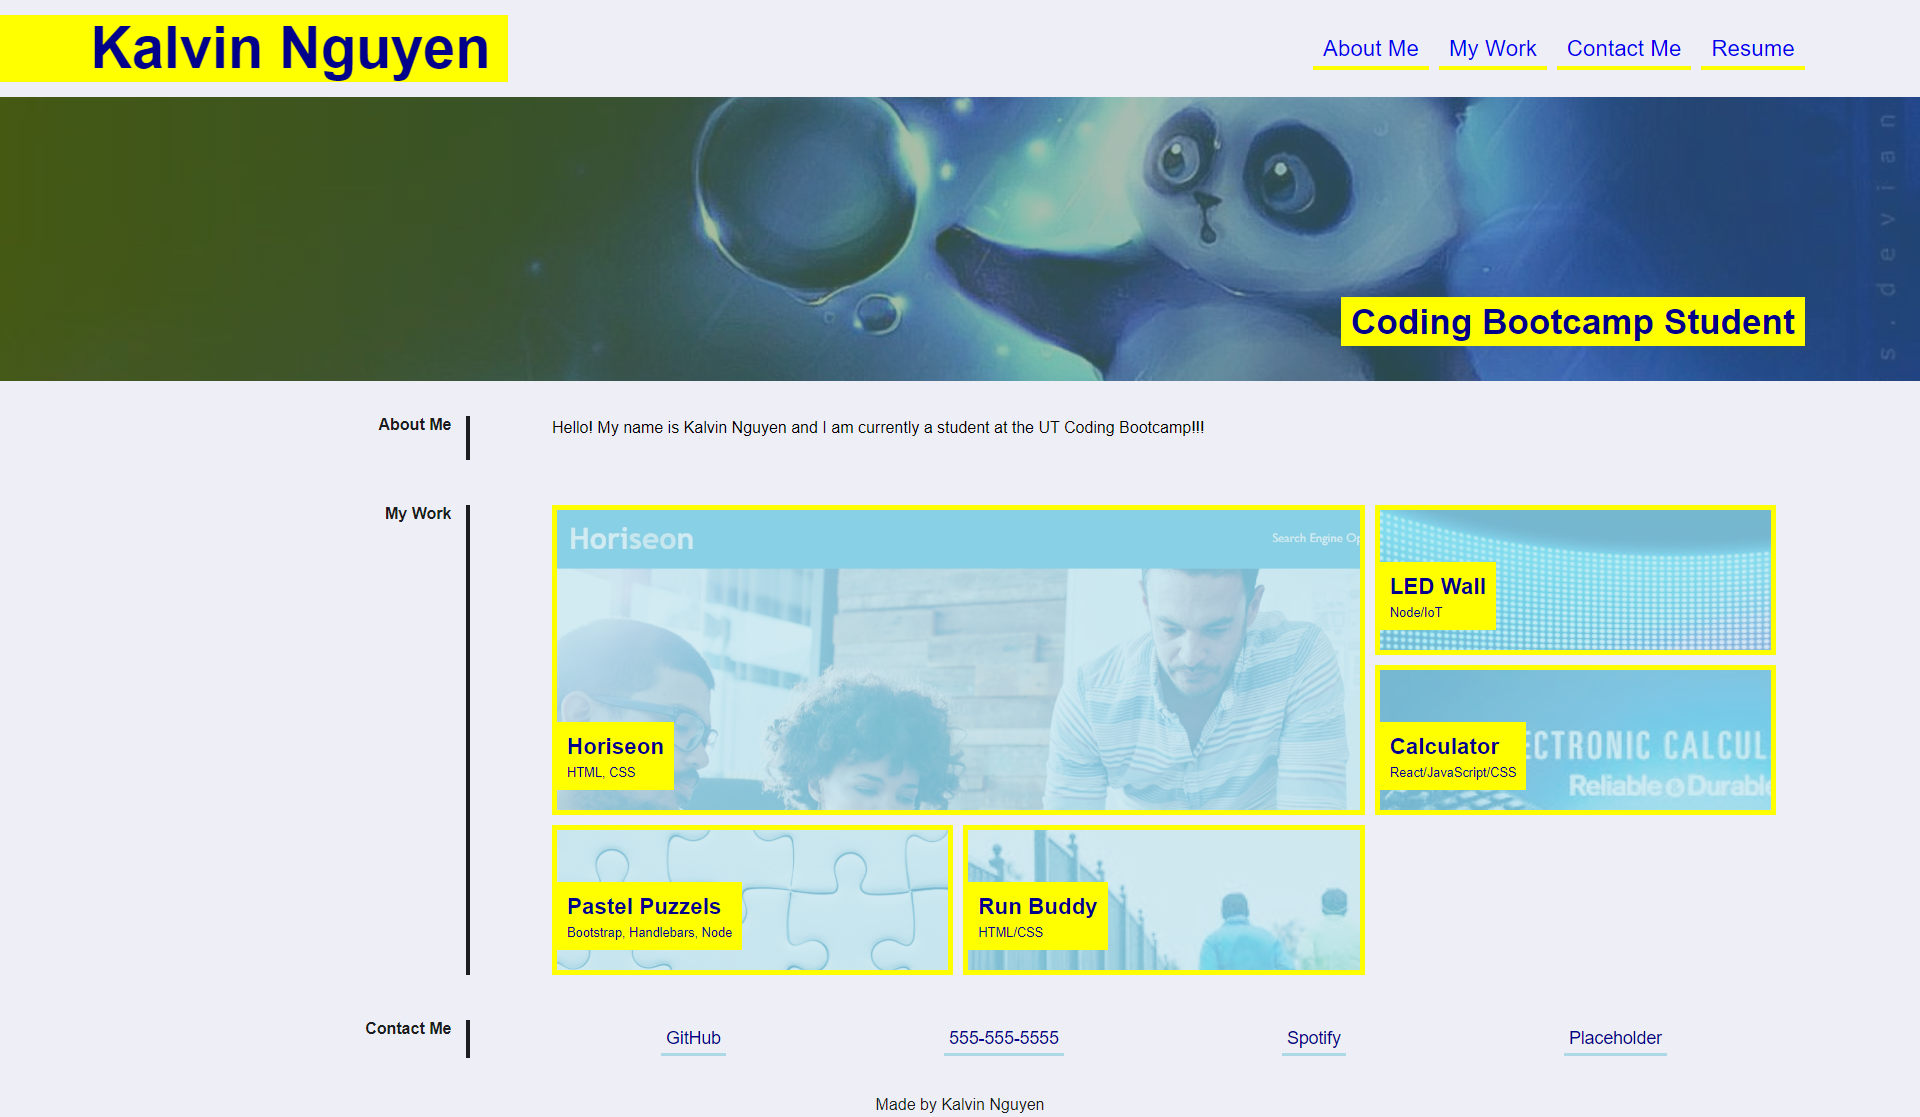 Kalvin Nguyen
About Me
My Work
Contact Me
Resume
s.devian
Coding Bootcamp Student
About Me
Hello! My name is Kalvin Nguyen and I am currently a student at the UT Coding Bootcamp!!!
My Work
Horiseon
Search Engine Op
Horiseon
HTML, CSS
LED Wall
Node/IoT
ECTRONIC CALCUL
Reliable & Durable
Calculator
React/JavaScript/CSS
Pastel Puzzels
Bootstrap, Handlebars, Node
Run Buddy
HTML/CSS
Contact Me
GitHub
555-555-5555
Spotify
Placeholder
Made by Kalvin Nguyen